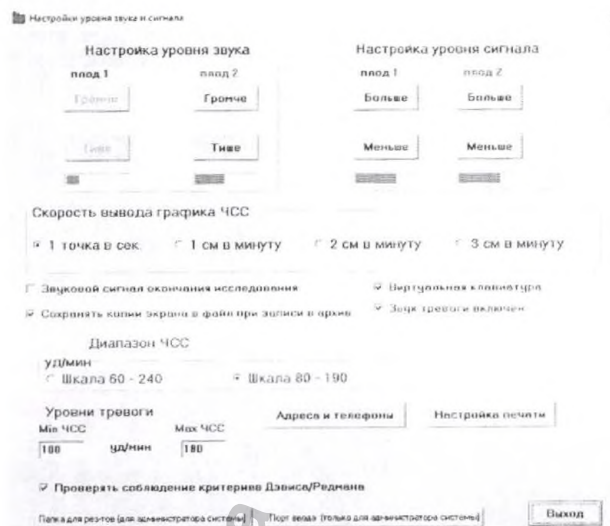 Настройки уровня звука и сигнала
Настройка уровня звука
Настройка уровня сигнала
плод 1 плод 2 плод 1 плод 2
Громче Громче Больше Больше
Тише Тише Меньше Меньше
Скорость вывода графика ЧСС
1 точка в сек. 1 см в минуту 2 см в минуту 3 см в минуту
Звуковой сигнал окончания исследования
Виртуальная клавиатура
Сохранять копии экрана в файл при записи в архив
Звук тревоги включен
Диапазон ЧСС
уд/мин
Шкала 60 - 240 Шкала 80 - 190
Уровни тревоги
Адреса и телефоны
Настройка печати
Min ЧСС Max ЧСС
100 уд/мин 180
Проверять соблюдение критериев Дэвиса/Редмана
Папка для рез-тов (для администратора системы)
Порт ввода (только для администратора системы)
Выход